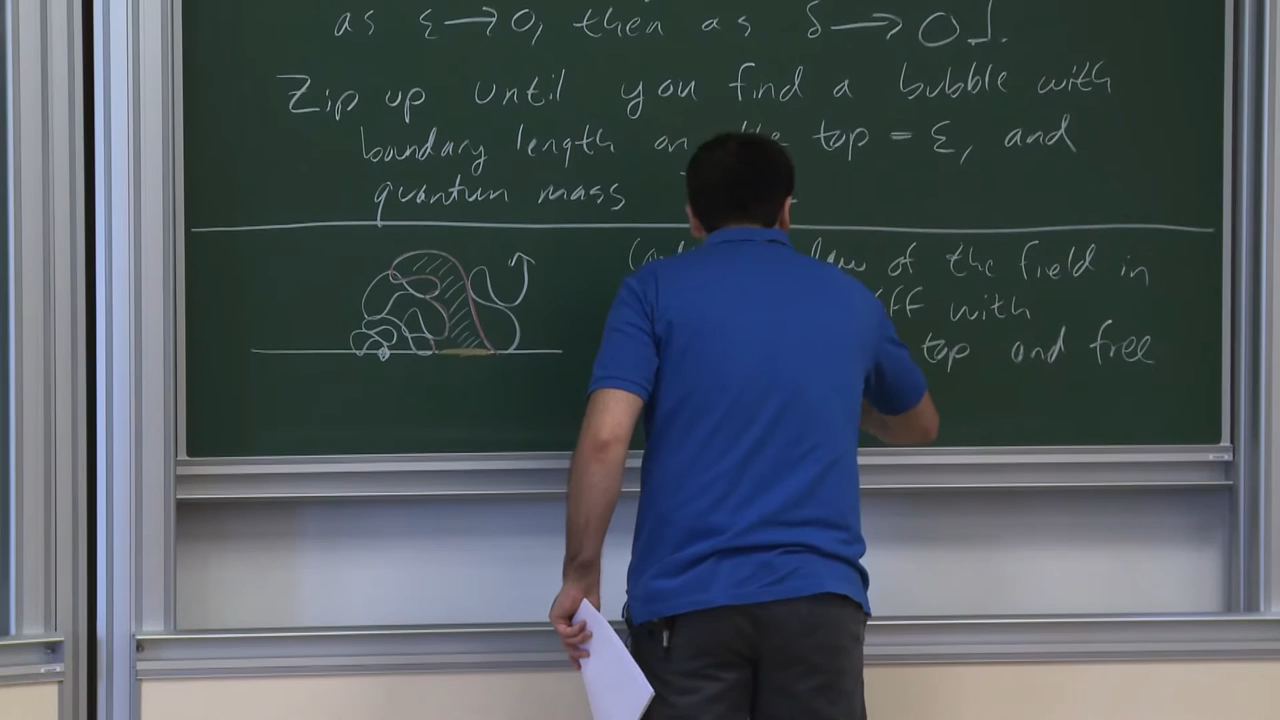 as ε→0, then as δ→0].
Zip up until you find a bubble with
boundary length on the top = ε, and
quantum mass
law of the field in
with
top and free